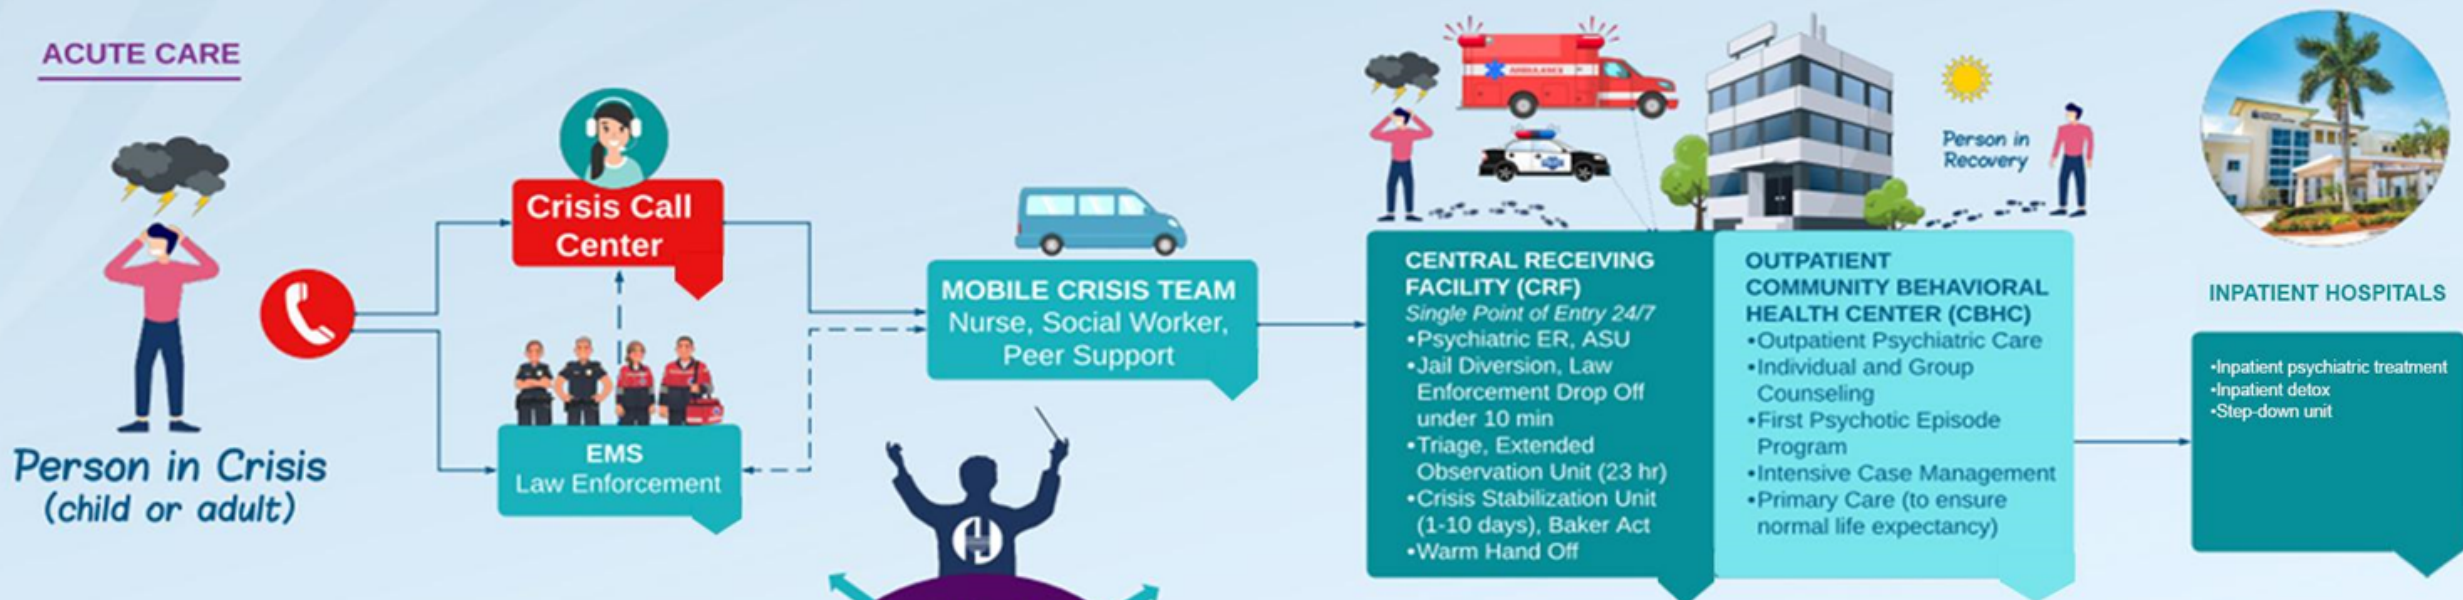 ACUTE CARE
Person in Crisis
(child or adult)
Crisis Call
Center
EMS
Law Enforcement
MOBILE CRISIS TEAM
Nurse, Social Worker,
Peer Support
AMBULANCE
CENTRAL RECEIVING
FACILITY (CRF)
Single Point of Entry 24/7
•Psychiatric ER, ASU
•Jail Diversion, Law
Enforcement Drop Off
under 10 min
•Triage, Extended
Observation Unit (23 hr)
•Crisis Stabilization Unit
(1-10 days), Baker Act
•Warm Hand Off
Person in
Recovery
OUTPATIENT
COMMUNITY BEHAVIORAL
HEALTH CENTER (CBHC)
•Outpatient Psychiatric Care
•Individual and Group
Counseling
•First Psychotic Episode
Program
•Intensive Case Management
•Primary Care (to ensure
normal life expectancy)
INPATIENT HOSPITALS
•Inpatient psychiatric treatment
•Inpatient detox
•Step-down unit